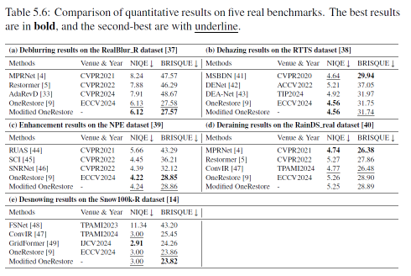 Table 5.6: Comparison of quantitative results on five real benchmarks. The best results
are in bold, and the second-best are with underline.
(a) Deblurring results on the RealBlur_R dataset [37]
Methods Venue & Year NIQE ↓ BRISQUE ↓
MPRNet [4] CVPR2021 8.24 47.57
Restormer [5] CVPR2022 7.88 46.29
AdaRevD [33] CVPR2024 7.91 48.67
OneRestore [9] ECCV2024 6.13 27.58
Modified OneRestore - 6.12 27.57
(b) Dehazing results on the RTTS dataset [38]
Methods Venue & Year NIQE ↓ BRISQUE ↓
MSBDN [41] CVPR2020 4.64 29.94
DENet [42] ACCV2022 5.21 37.05
DEA-Net [43] TIP2024 4.92 31.97
OneRestore [9] ECCV2024 4.56 31.75
Modified OneRestore - 4.56 31.74
(c) Enhancement results on the NPE dataset [39]
Methods Venue & Year NIQE ↓ BRISQUE ↓
RUAS [44] CVPR2021 5.66 43.29
SCI [45] CVPR2022 4.45 36.21
SNRNet [46] CVPR2022 4.39 32.12
OneRestore [9] ECCV2024 4.22 28.85
Modified OneRestore - 4.24 28.86
(d) Deraining results on the RainDS_real dataset [40]
Methods Venue & Year NIQE ↓ BRISQUE ↓
MPRNet [4] CVPR2021 4.74 26.38
Restormer [5] CVPR2022 5.27 27.86
ConvIR [47] TPAMI2024 4.77 26.48
OneRestore [9] ECCV2024 5.26 28.90
Modified OneRestore - 5.25 28.89
(e) Desnowing results on the Snow100k-R dataset [14]
Methods Venue & Year NIQE ↓ BRISQUE ↓
FSNet [48] TPAMI2023 11.34 43.20
ConvIR [47] TPAMI2024 3.00 25.45
GridFormer [49] IJCV2024 2.91 24.26
OneRestore [9] ECCV2024 3.00 23.86
Modified OneRestore - 3.00 23.82